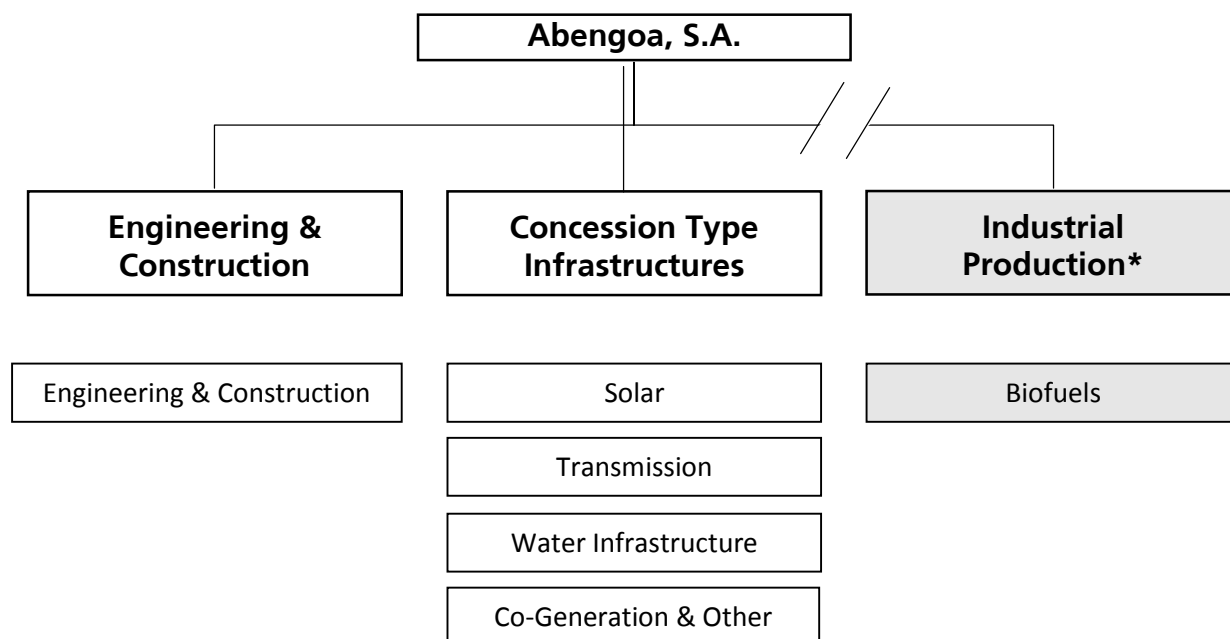 Abengoa, S.A.
Engineering &
Construction
Concession Type
Infrastructures
Industrial
Production*
Engineering & Construction
Solar
Biofuels
Transmission
Water Infrastructure
Co-Generation & Other